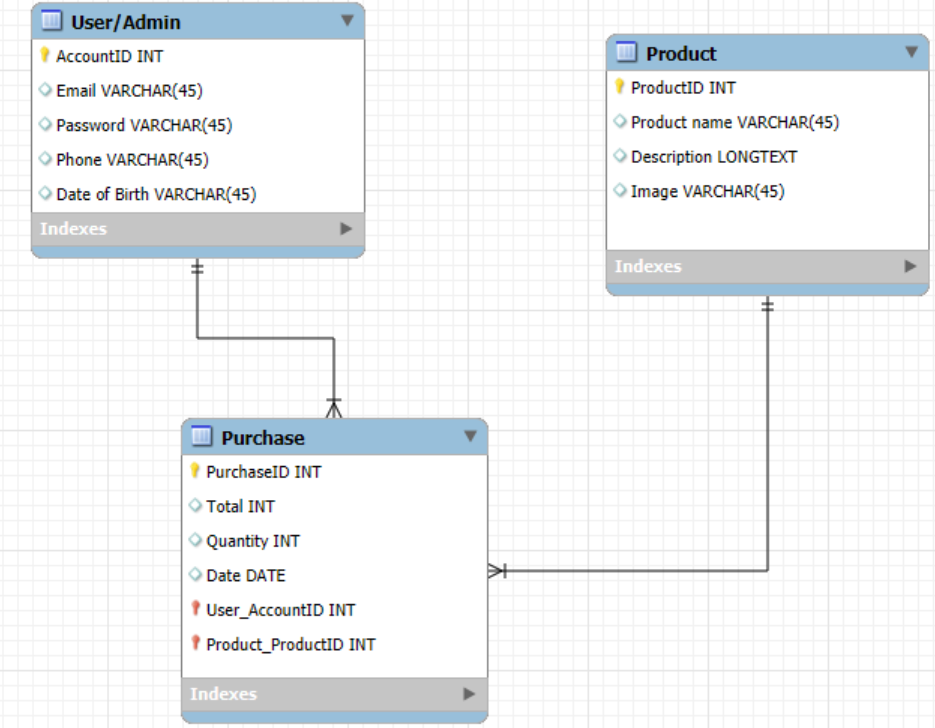 User/Admin
AccountID INT
Email VARCHAR(45)
Password VARCHAR(45)
Phone VARCHAR(45)
Date of Birth VARCHAR(45)
Indexes
Product
ProductID INT
Product name VARCHAR(45)
Description LONGTEXT
Image VARCHAR(45)
Indexes
Purchase
PurchaseID INT
Total INT
Quantity INT
Date DATE
User_AccountID INT
Product_ProductID INT
Indexes